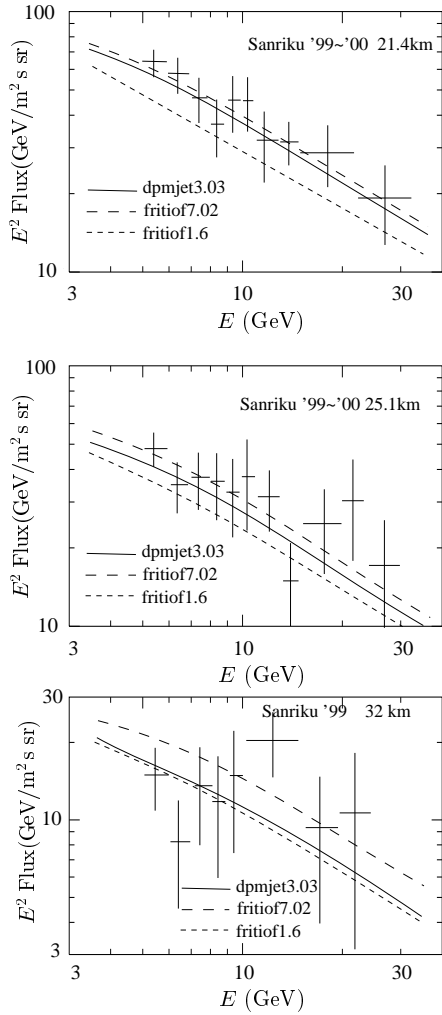 100
Sanriku '99~'00 21.4km
E² Flux(GeV/m² s sr)
dpmjet3.03
fritiof7.02
fritiof1.6
10
3 10 30
E (GeV)
100
Sanriku '99~'00 25.1km
E² Flux(GeV/m² s sr)
dpmjet3.03
fritiof7.02
fritiof1.6
10
3 10 30
E (GeV)
30
Sanriku '99 32 km
E² Flux(GeV/m² s sr)
10
dpmjet3.03
fritiof7.02
fritiof1.6
3
3 10 30
E (GeV)